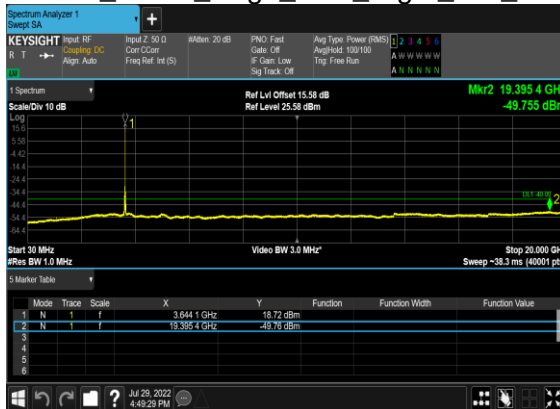 Spectrum Analyzer 1
Swept SA
+
KEYSIGHT Input: RF Input Z: 50 Ω #Atten: 20 dB PNO: Fast Avg Type: Power (RMS) 1 2 3 4 5 6
R T Coupling: DC Corr CCorr Gate: Off Avg|Hold: 100/100 A W W W W W
Align: Auto Freq Ref: Int (S) IF Gain: Low Trig: Free Run
LXI Sig Track: Off A N N N N N
1 Spectrum Mkr2 19.395 4 GHz
Scale/Div 10 dB Ref Lvl Offset 15.58 dB -49.755 dB
Ref Level 25.58 dBm
Log
15.6 1
5.58
-4.42
-14.4
-24.4
-34.4
DL1 -40.00
-44.4 2
-54.4
-64.4
Start 30 MHz Video BW 3.0 MHz* Stop 20.000 GH
#Res BW 1.0 MHz Sweep ~38.3 ms (40001 pts
5 Marker Table
Mode Trace Scale X Y Function Function Width Function Value
1 N 1 f 3.644 1 GHz 18.72 dBm
2 N 1 f 19.395 4 GHz -49.76 dBm
3
4
5
6
? Jul 29, 2022
4:49:29 PM